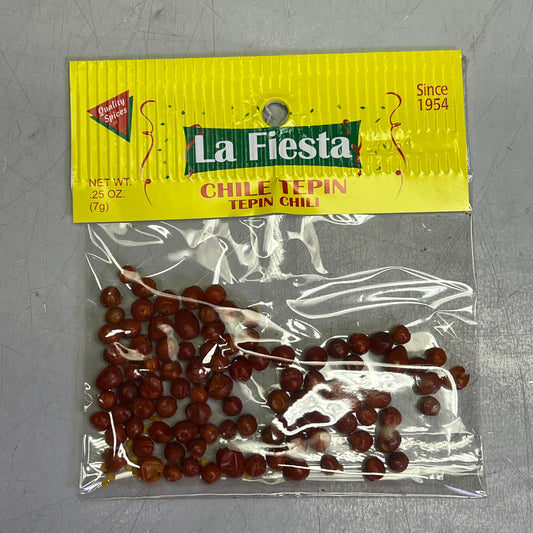 Quality
Spices
Since
1954
La Fiesta
NET WT.
.25 OZ.
(7g)
CHILE TEPIN
TEPIN CHILI